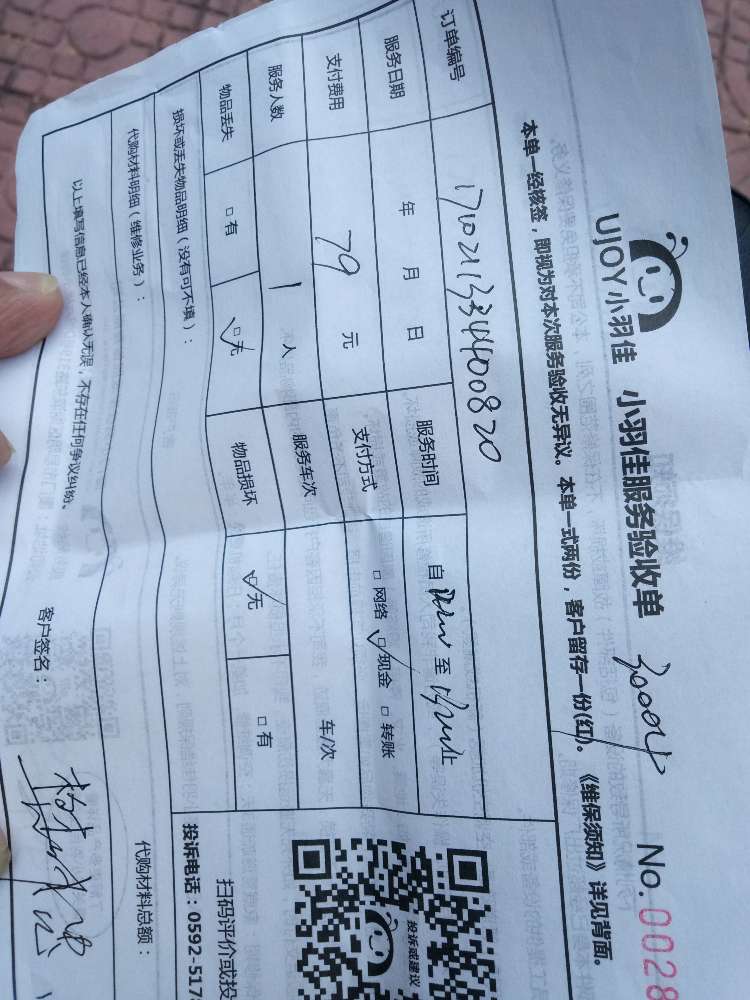 UJOY小羽佳 小羽佳服务验收单
No.0028
本单一经核签，即视为对本次服务验收无异议。本单一式两份，客户留存一份(红)。《维保须知》详见背面。
订单编号 171021334400820
服务日期 年 月 日 服务时间 自 至 止
支付费用 79 元 支付方式 □网络 ☑现金 □转账
服务人数 1 人 服务车次 车/次
物品丢失 □有 ☑无 物品损坏 ☑无 □有
损坏或丢失物品明细（没有可不填）：
代购材料明细（维修业务）： 代购材料总额：
以上填写信息已经本人确认无误，不存在任何争议纠纷。
客户签名：
投诉或建议
扫码评价或投
投诉电话：0592-517